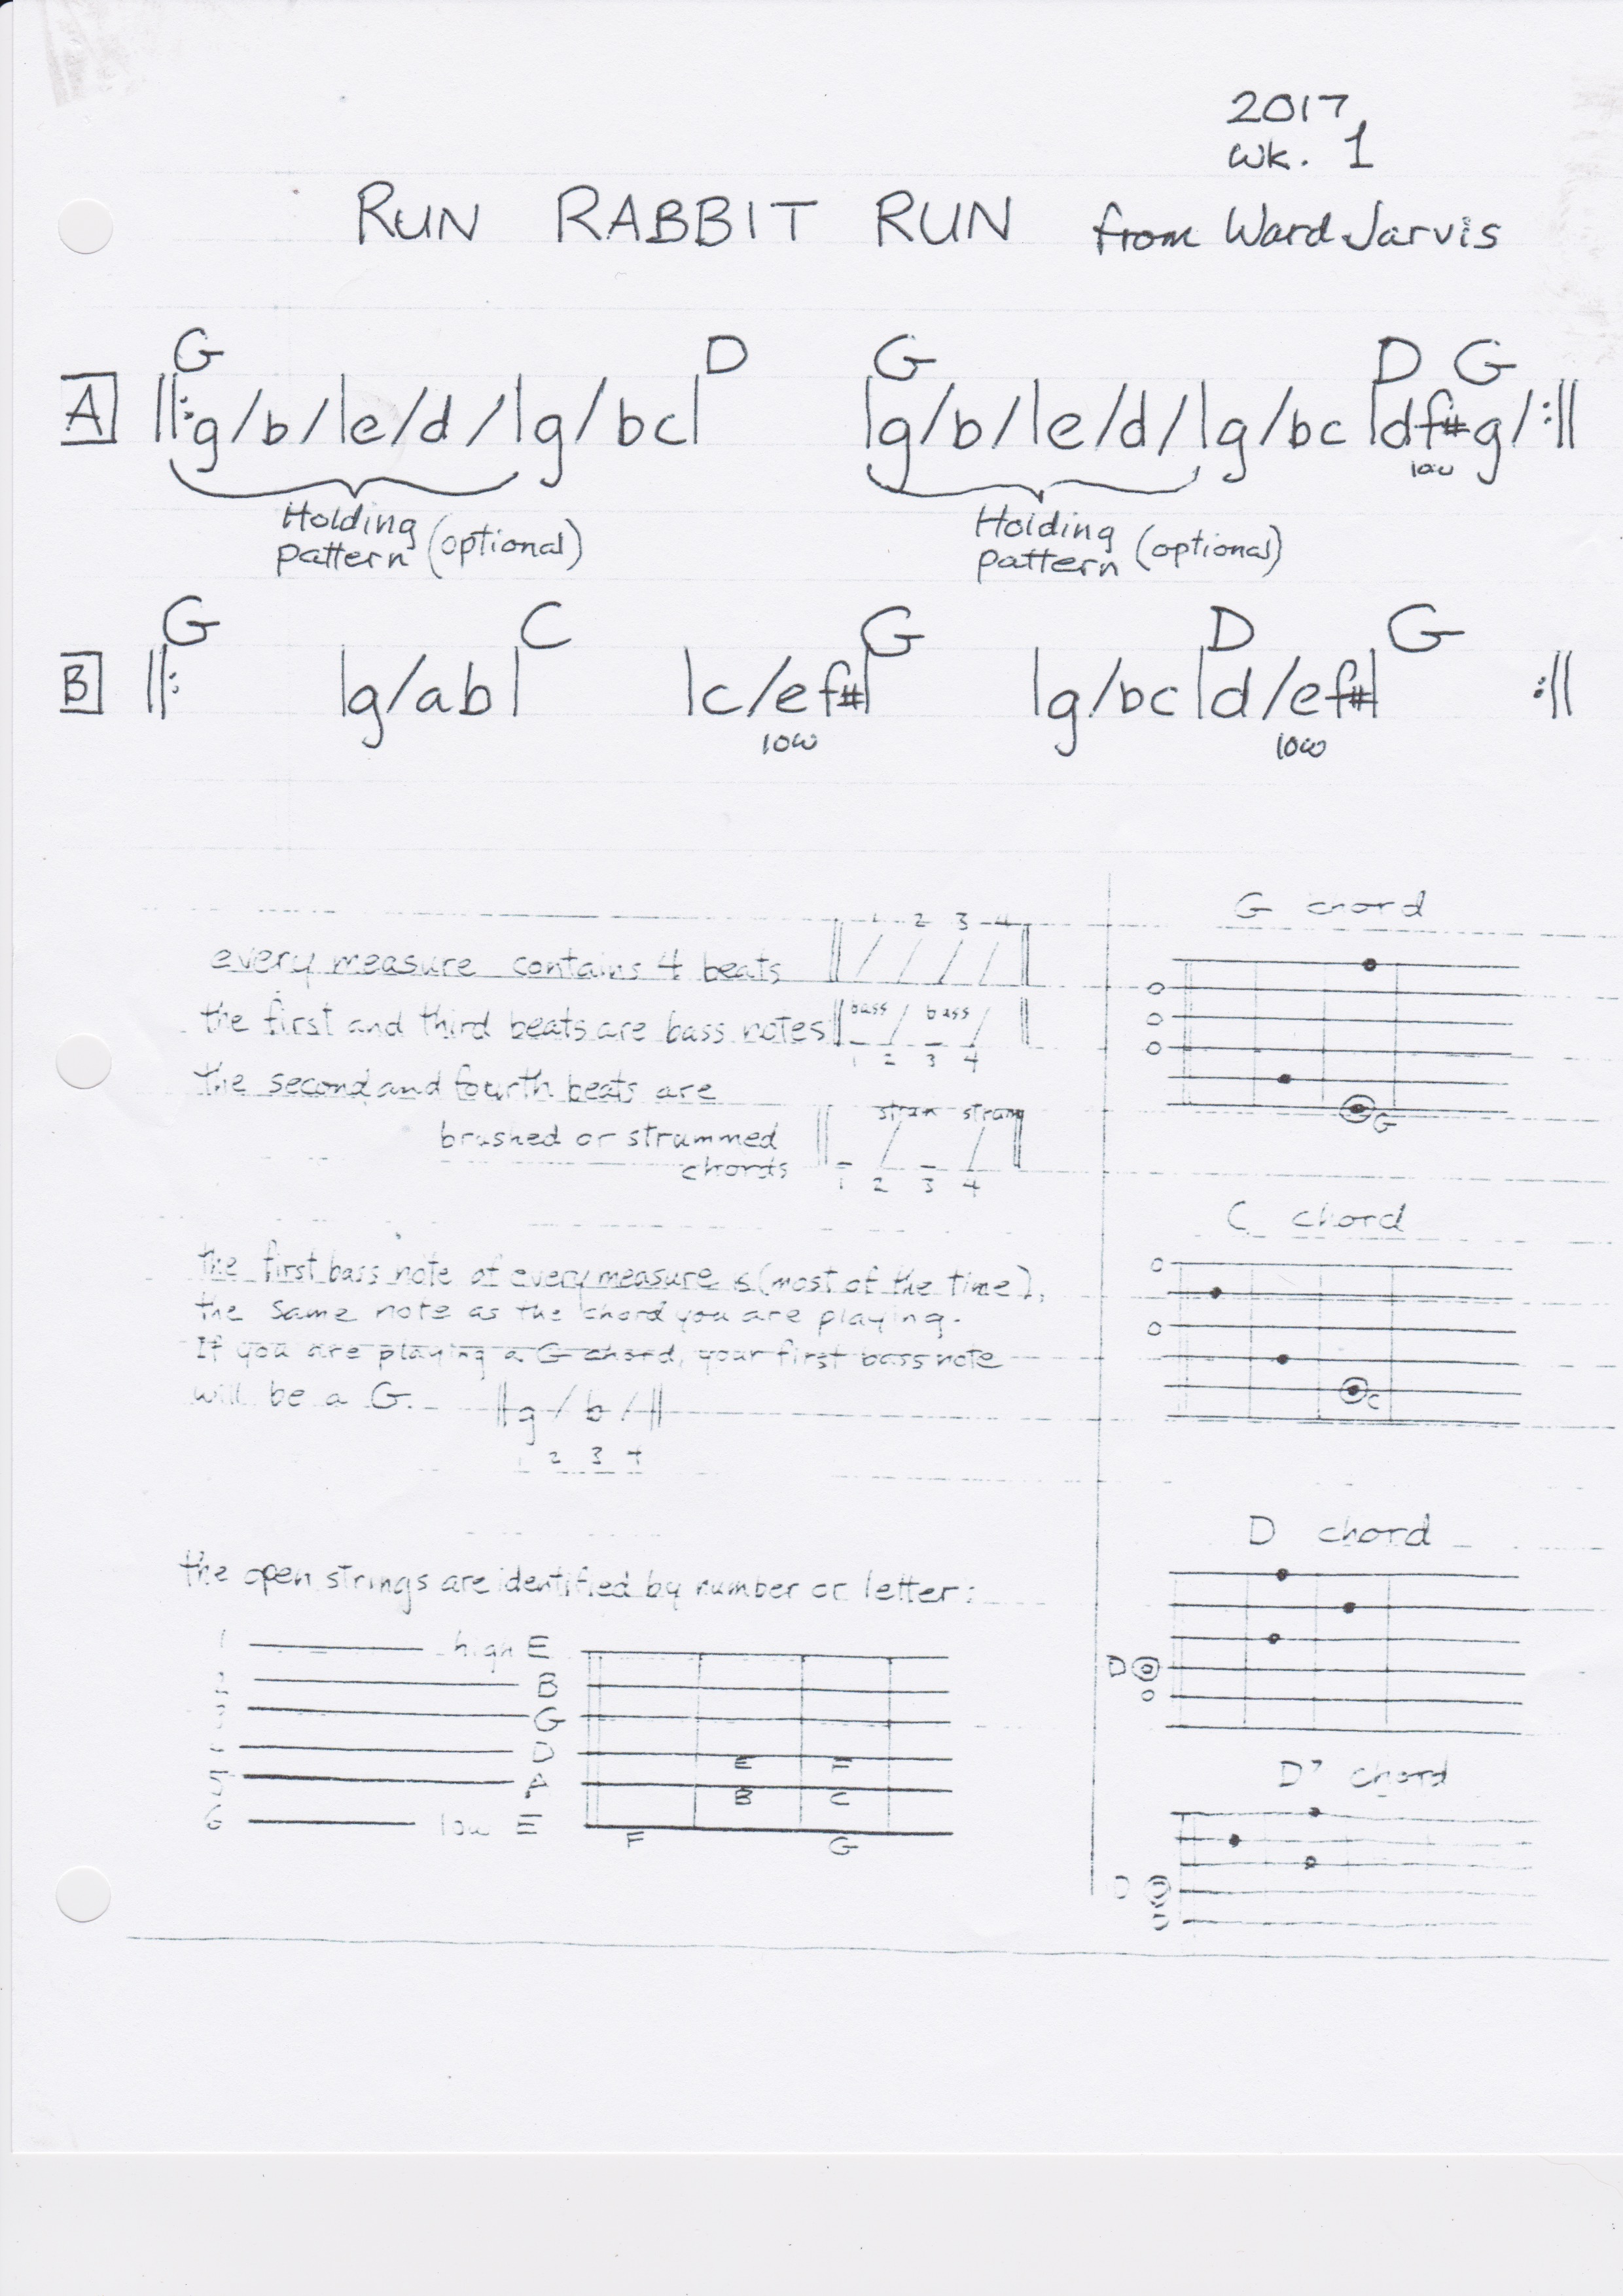 2017
wk. 1
RUN RABBIT RUN from Ward Jarvis
G D G D G
A ||:g/b/|e/d/|g/bc| |g/b/|e/d/|g/bc|df#g/:||
low
Holding pattern (optional) Holding pattern (optional)
G C G D G
B ||: |g/ab| |c/ef#| |g/bc|d/ef#| :||
low low
1 2 3 4
every measure contains 4 beats
the first and third beats are bass notes || bass / bass / ||
1 2 3 4
the second and fourth beats are
strum strum
brushed or strummed
chords
1 2 3 4
the first bass note of every measure is (most of the time),
the same note as the chord you are playing.
If you are playing a G chord, your first bass note
will be a G. ||g/b/||
1 2 3 4
the open strings are identified by number or letter:
1 high E
2 B
3 G
4 D
E F
5 A
B C
6 low E
F G
G chord
G
C chord
C
D chord
D
D7 chord
D